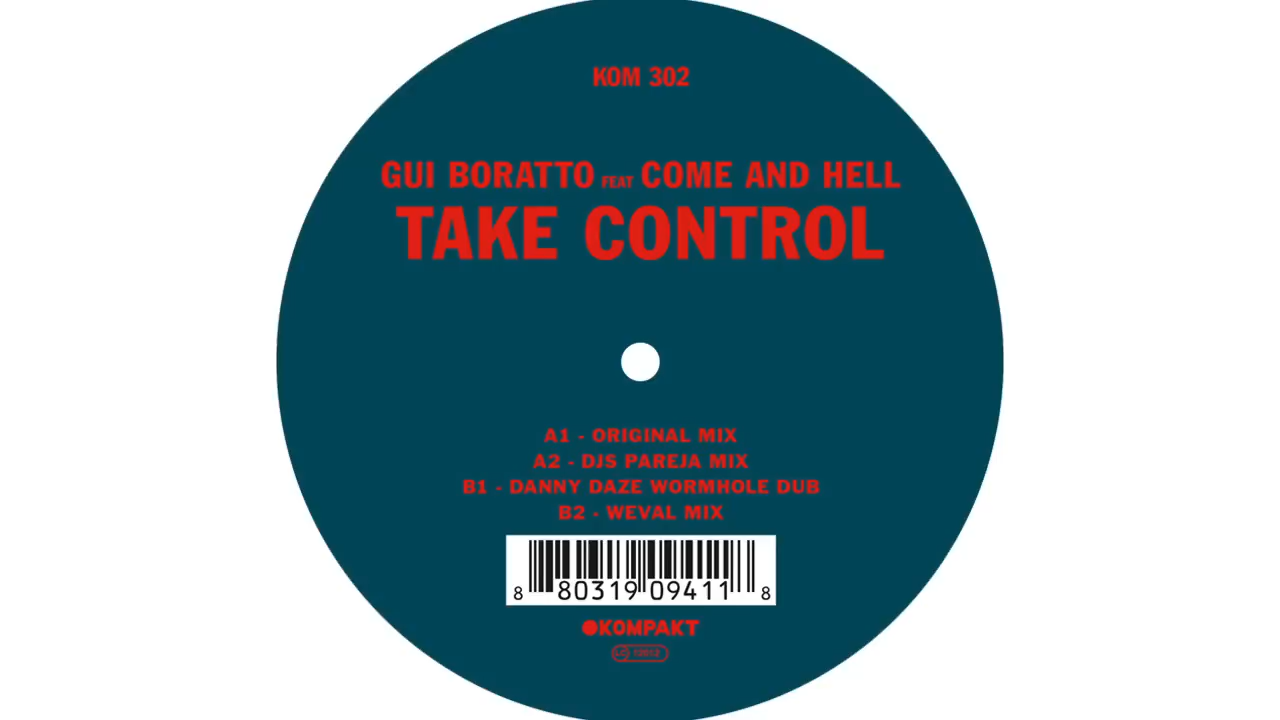 KOM 302
GUI BORATTO FEAT COME AND HELL
TAKE CONTROL
A1 - ORIGINAL MIX
A2 - DJS PAREJA MIX
B1 - DANNY DAZE WORMHOLE DUB
B2 - WEVAL MIX
8 80319 09411 8
KOMPAKT
LC